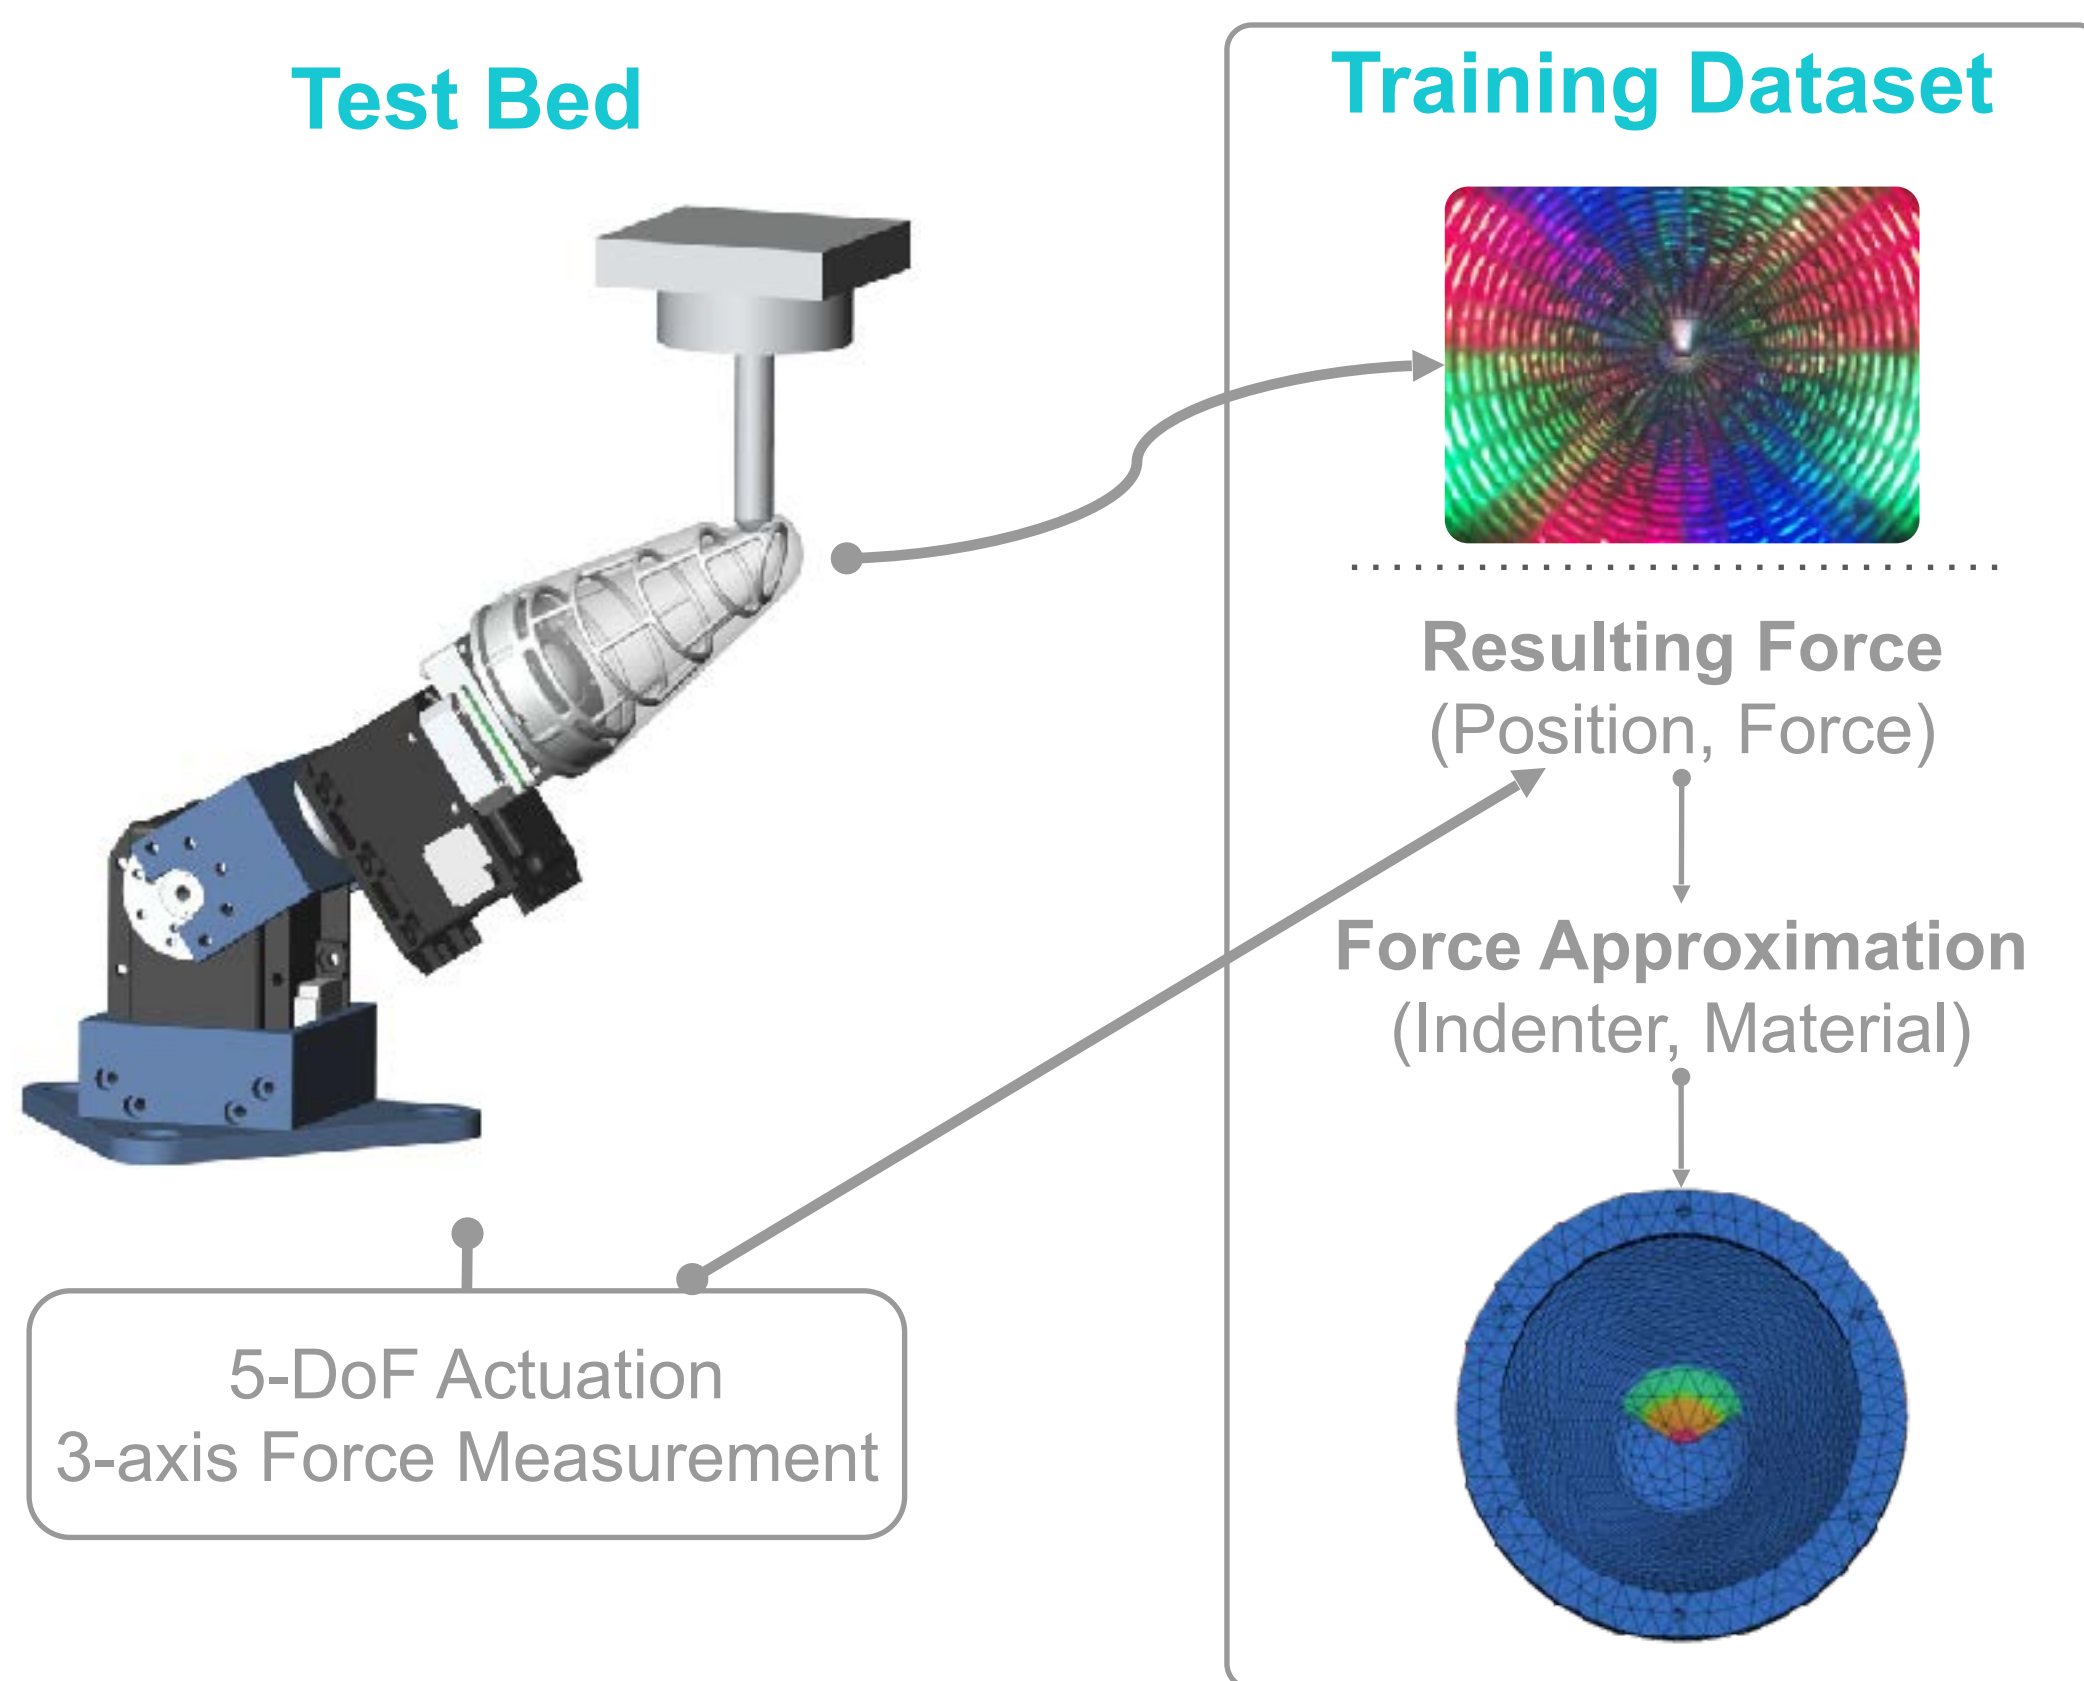 Test Bed
5-DoF Actuation
3-axis Force Measurement
Training Dataset
Resulting Force
(Position, Force)
Force Approximation
(Indenter, Material)